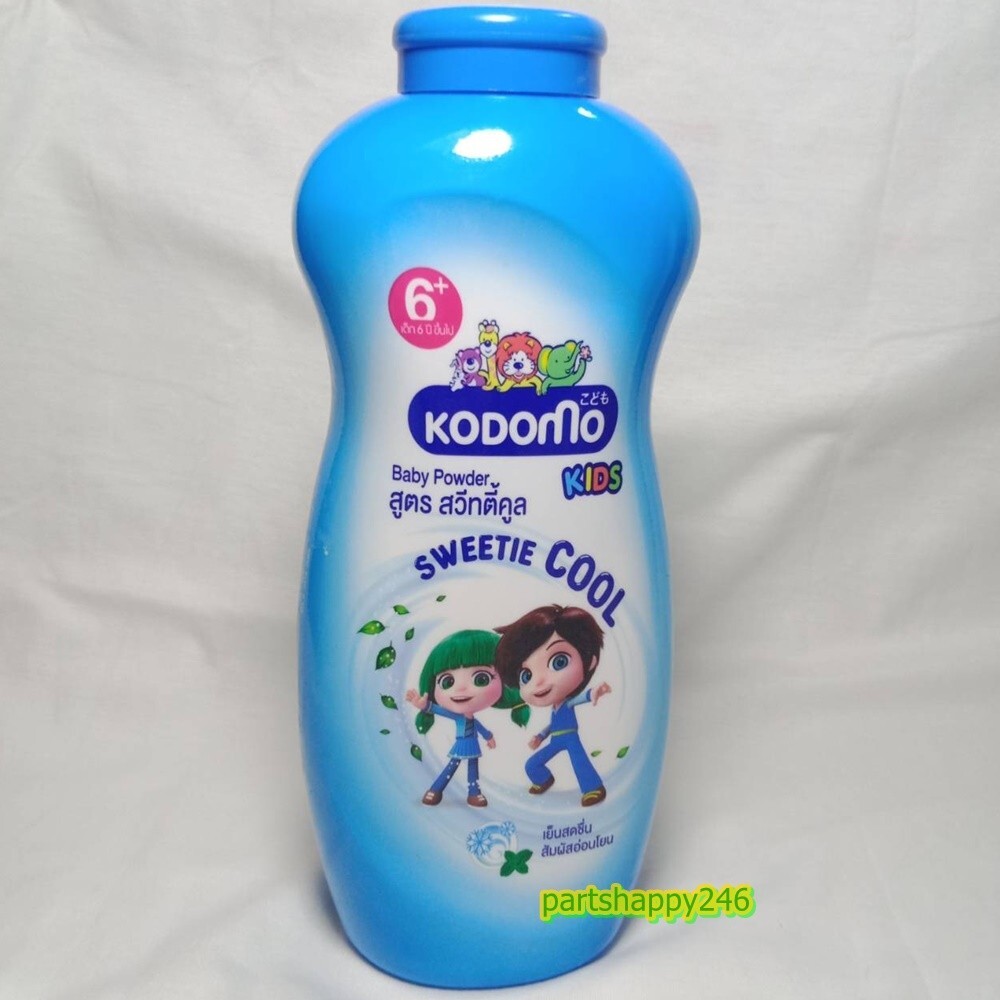 6+
เด็ก 6 ปี ขึ้นไป
こども
KODOMO
KIDS
Baby Powder
สูตร สวีทตี้คูล
SWEETIE COOL
เย็นสดชื่น
สัมผัสอ่อนโยน
partshappy246